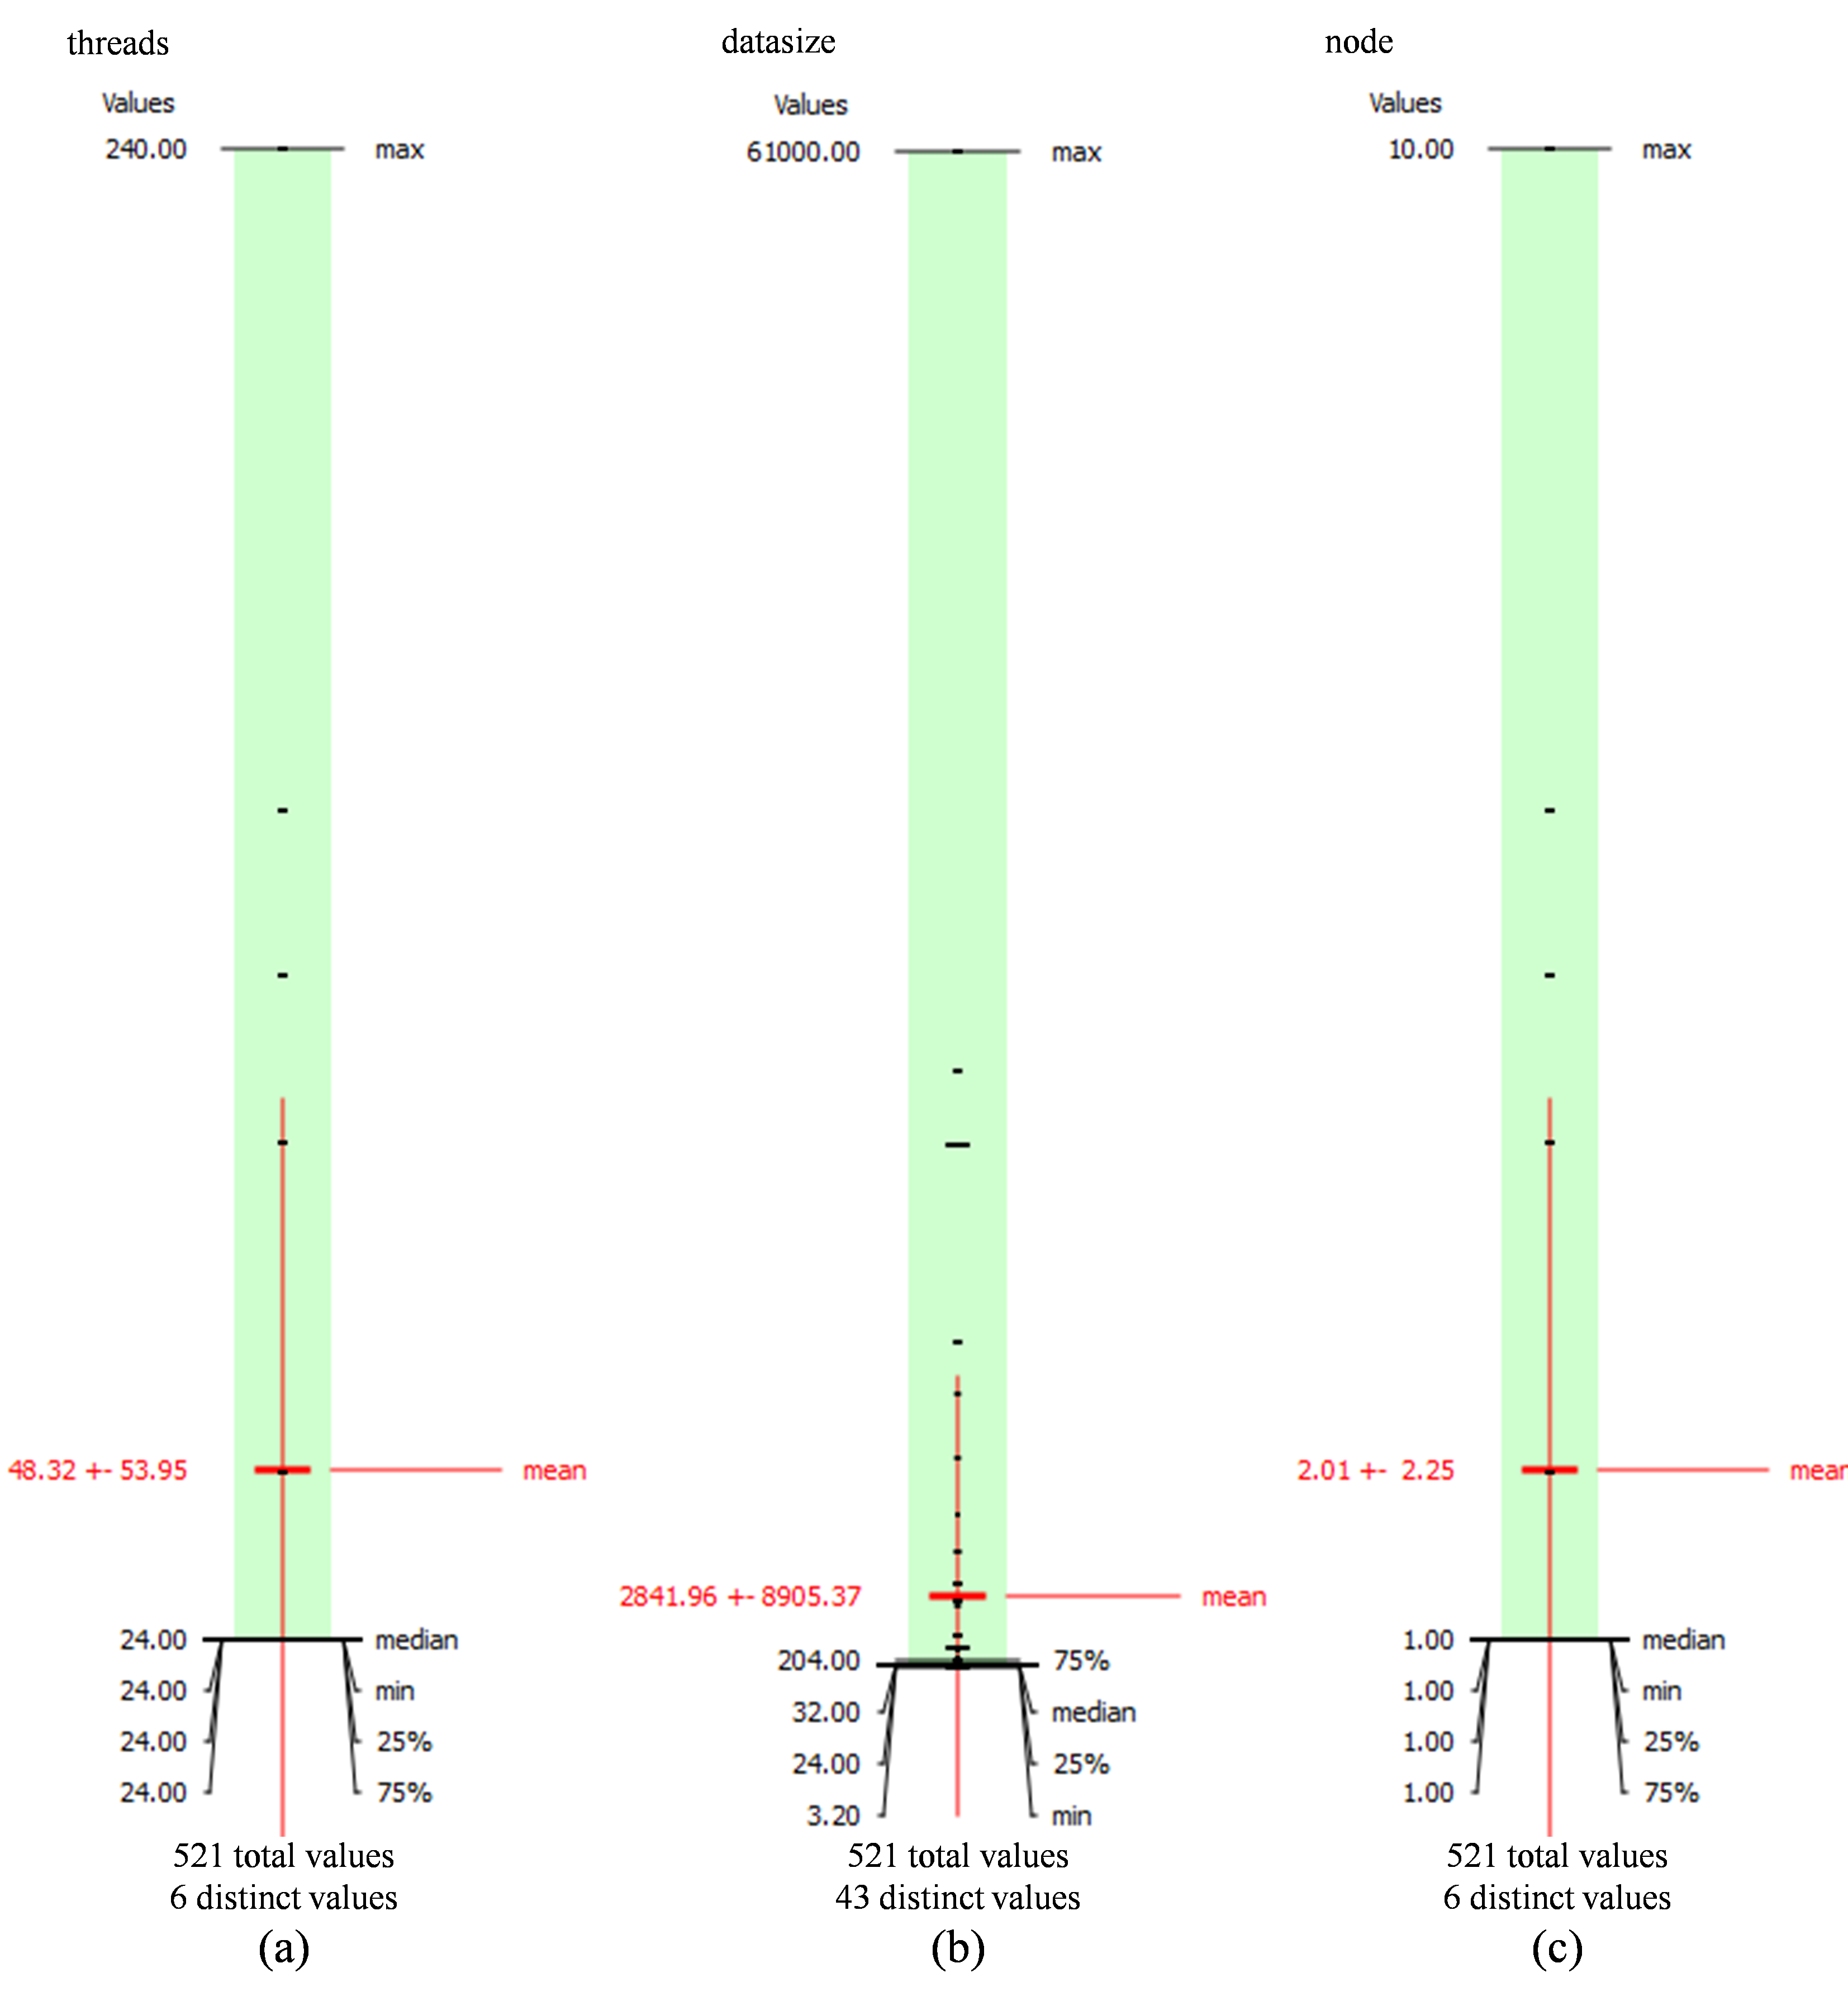 threads
Values
240.00 max
48.32 +- 53.95 mean
24.00 median
24.00 min
24.00 25%
24.00 75%
521 total values
6 distinct values
(a)
datasize
Values
61000.00 max
2841.96 +- 8905.37 mean
204.00 75%
32.00 median
24.00 25%
3.20 min
521 total values
43 distinct values
(b)
node
Values
10.00 max
2.01 +- 2.25 mean
1.00 median
1.00 min
1.00 25%
1.00 75%
521 total values
6 distinct values
(c)